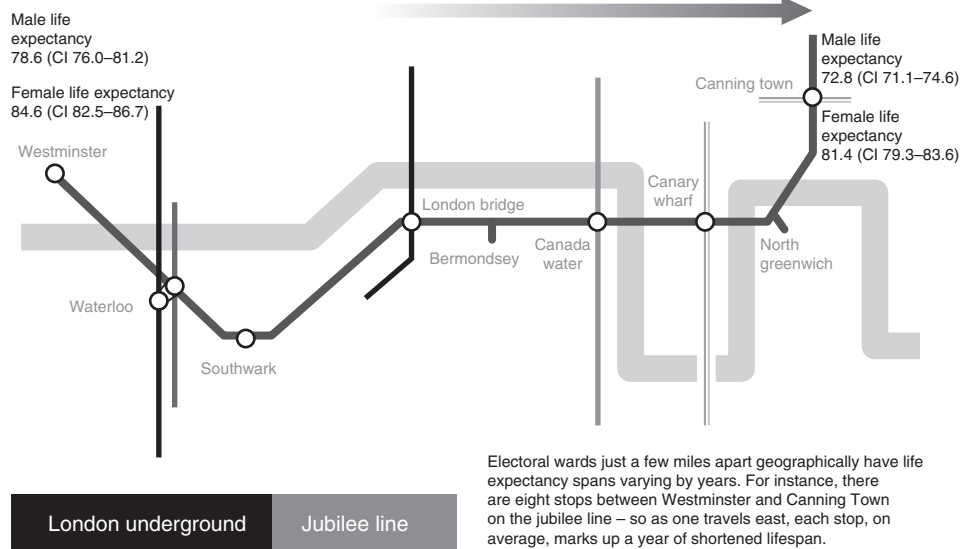 Male life
expectancy
78.6 (CI 76.0–81.2)
Female life expectancy
84.6 (CI 82.5–86.7)
Westminster
Waterloo
Southwark
London bridge
Bermondsey
Canada
water
Canary
wharf
North
greenwich
Canning town
Male life
expectancy
72.8 (CI 71.1–74.6)
Female life
expectancy
81.4 (CI 79.3–83.6)
Electoral wards just a few miles apart geographically have life
expectancy spans varying by years. For instance, there
are eight stops between Westminster and Canning Town
on the jubilee line – so as one travels east, each stop, on
average, marks up a year of shortened lifespan.
London underground
Jubilee line